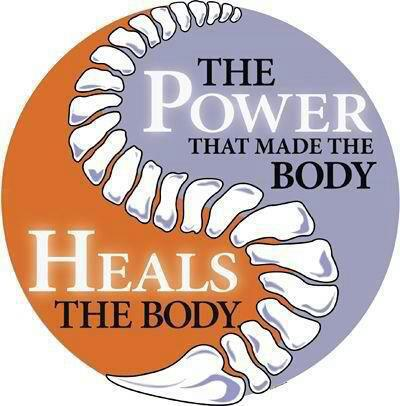 THE
POWER
THAT MADE THE
BODY
HEALS
THE BODY